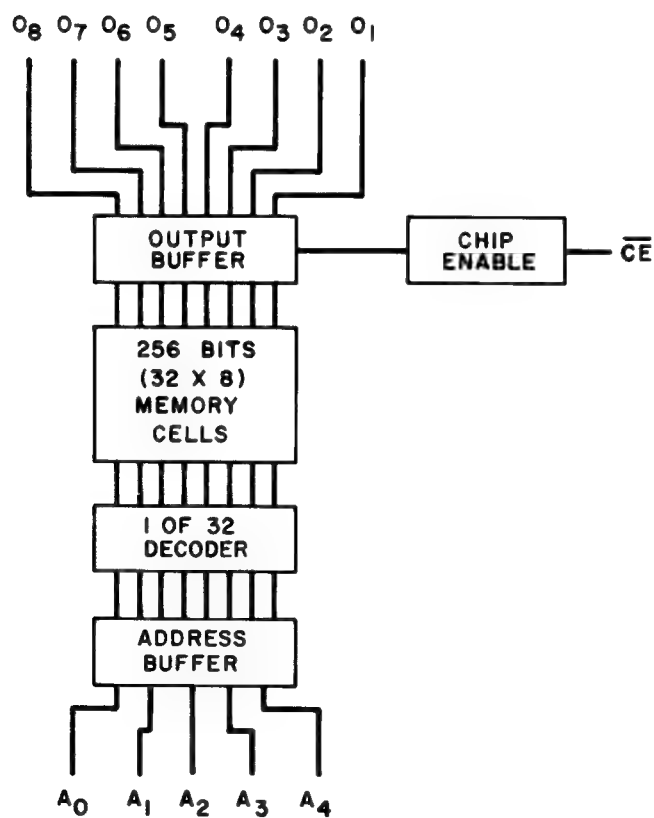 O8 O7 O6 O5 O4 O3 O2 O1
OUTPUT
BUFFER
CHIP
ENABLE
C̅E̅
256 BITS
(32 X 8)
MEMORY
CELLS
1 OF 32
DECODER
ADDRESS
BUFFER
A0 A1 A2 A3 A4